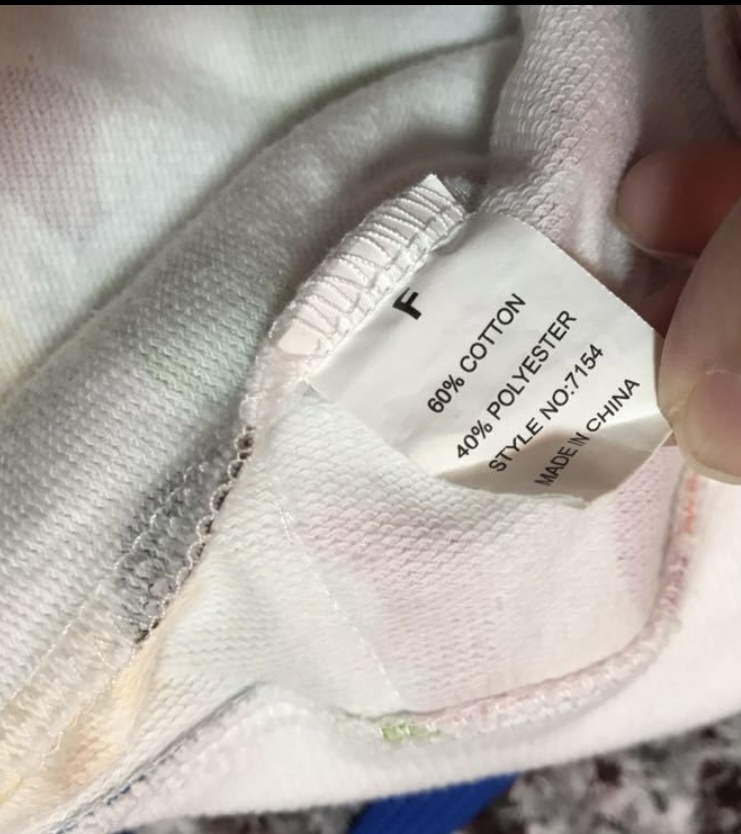 F
60% COTTON
40% POLYESTER
STYLE NO:7154
MADE IN CHINA